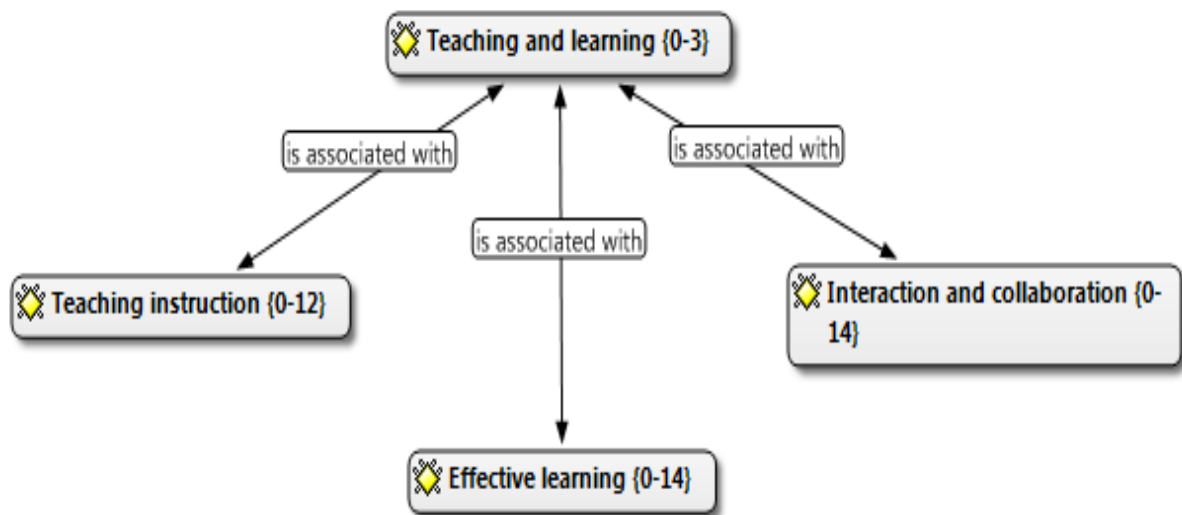 Teaching and learning {0-3}
is associated with
is associated with
is associated with
Teaching instruction {0-12}
Interaction and collaboration {0-
14}
Effective learning {0-14}